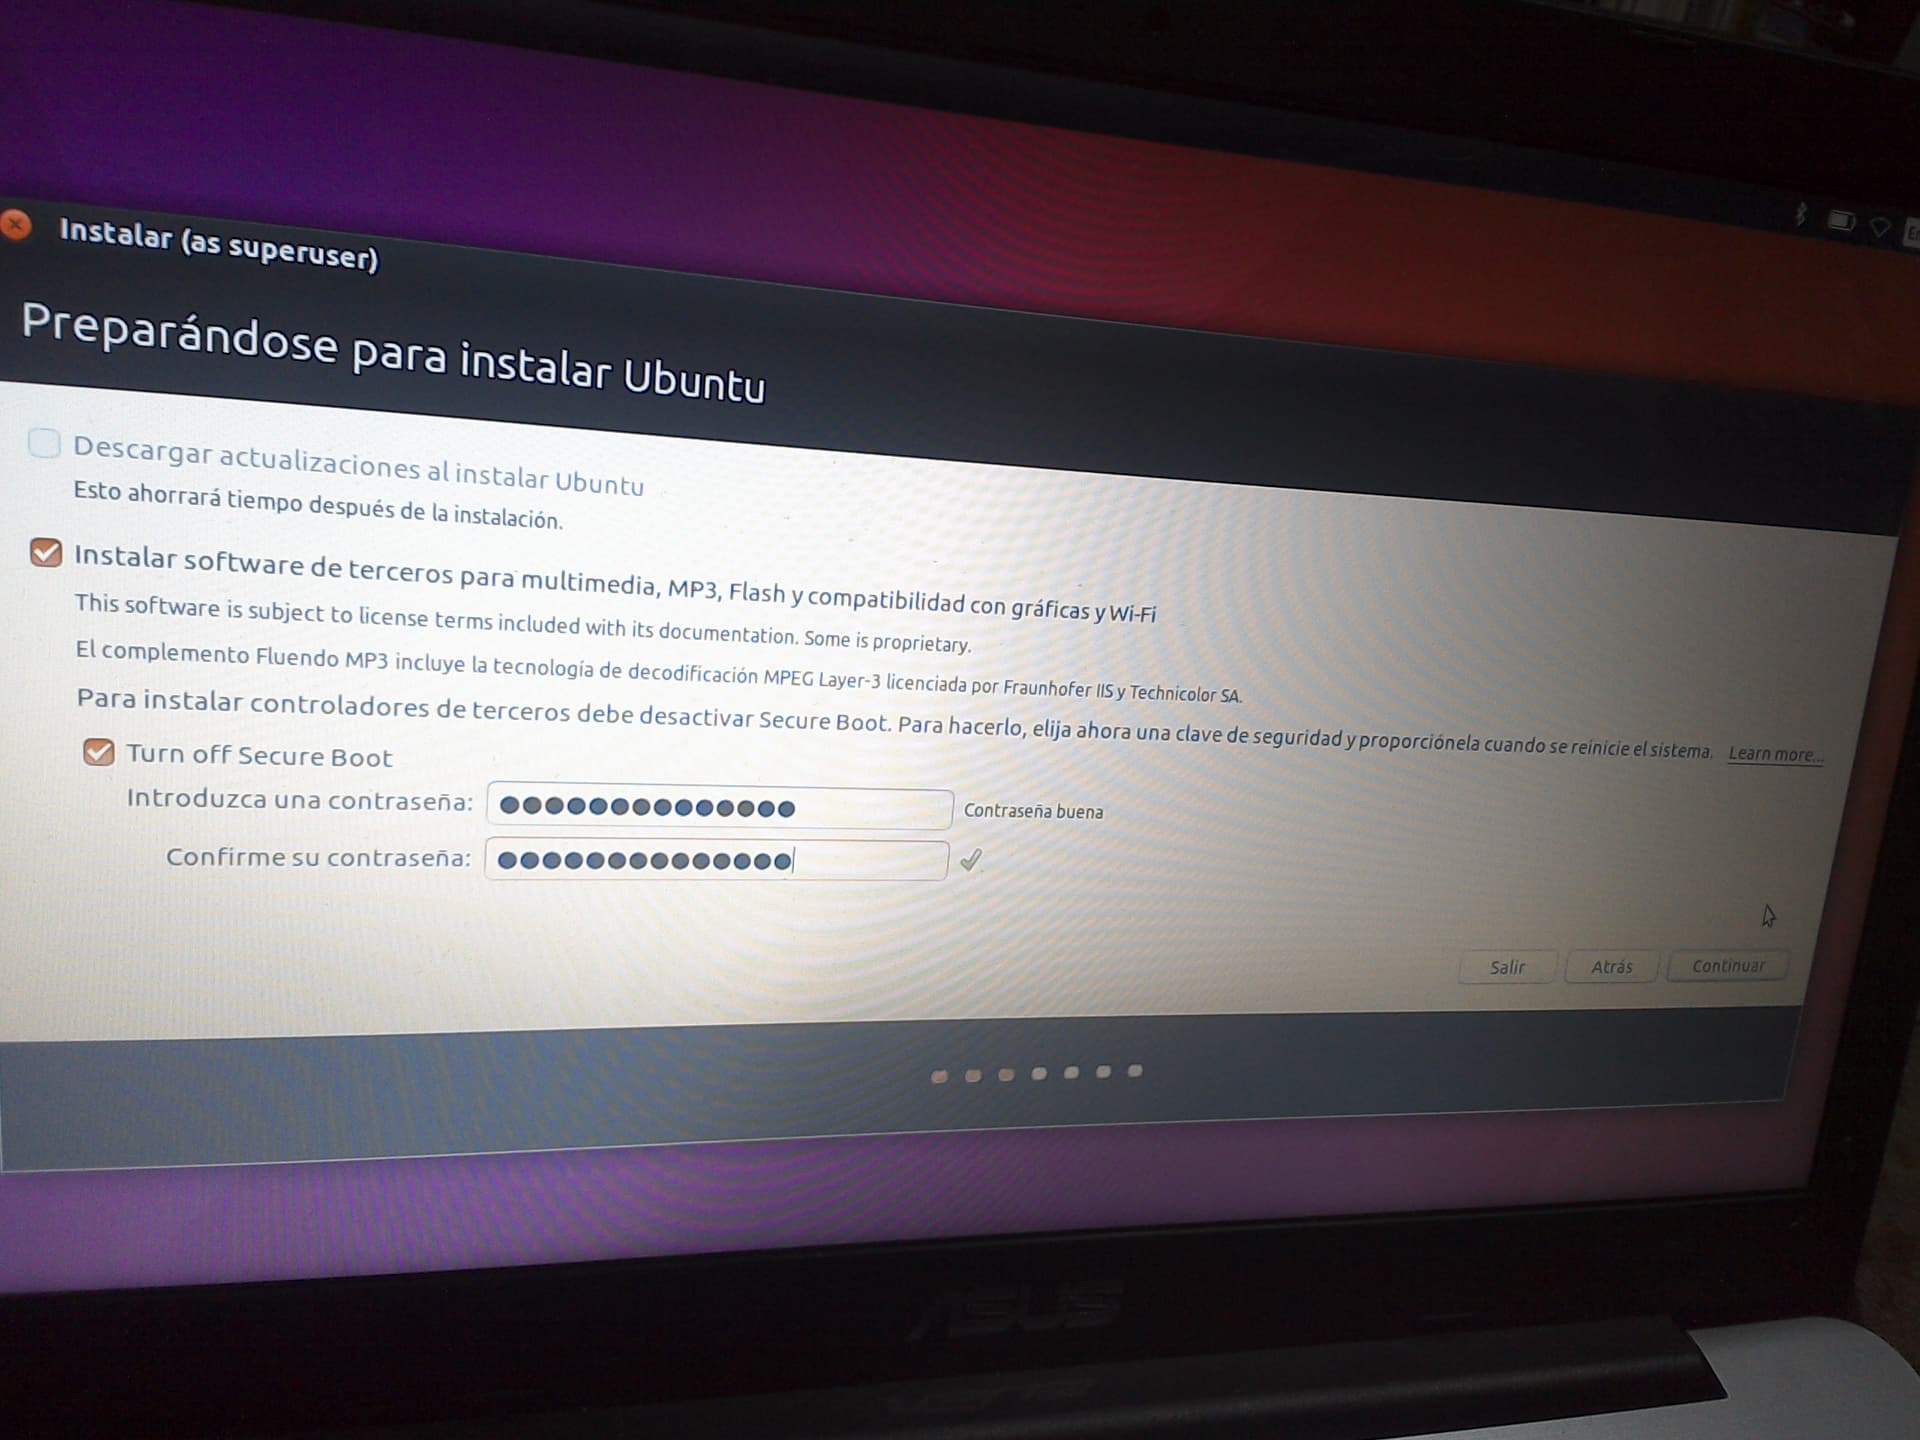 Instalar (as superuser)
Preparándose para instalar Ubuntu
Descargar actualizaciones al instalar Ubuntu
Esto ahorrará tiempo después de la instalación.
Instalar software de terceros para multimedia, MP3, Flash y compatibilidad con gráficas y Wi-Fi
This software is subject to license terms included with its documentation. Some is proprietary.
El complemento Fluendo MP3 incluye la tecnología de decodificación MPEG Layer-3 licenciada por Fraunhofer IIS y Technicolor SA.
Para instalar controladores de terceros debe desactivar Secure Boot. Para hacerlo, elija ahora una clave de seguridad y proporciónela cuando se reinicie el sistema. Learn more...
Turn off Secure Boot
Introduzca una contraseña: Contraseña buena
Confirme su contraseña:
Salir Atrás Continuar
ASUS